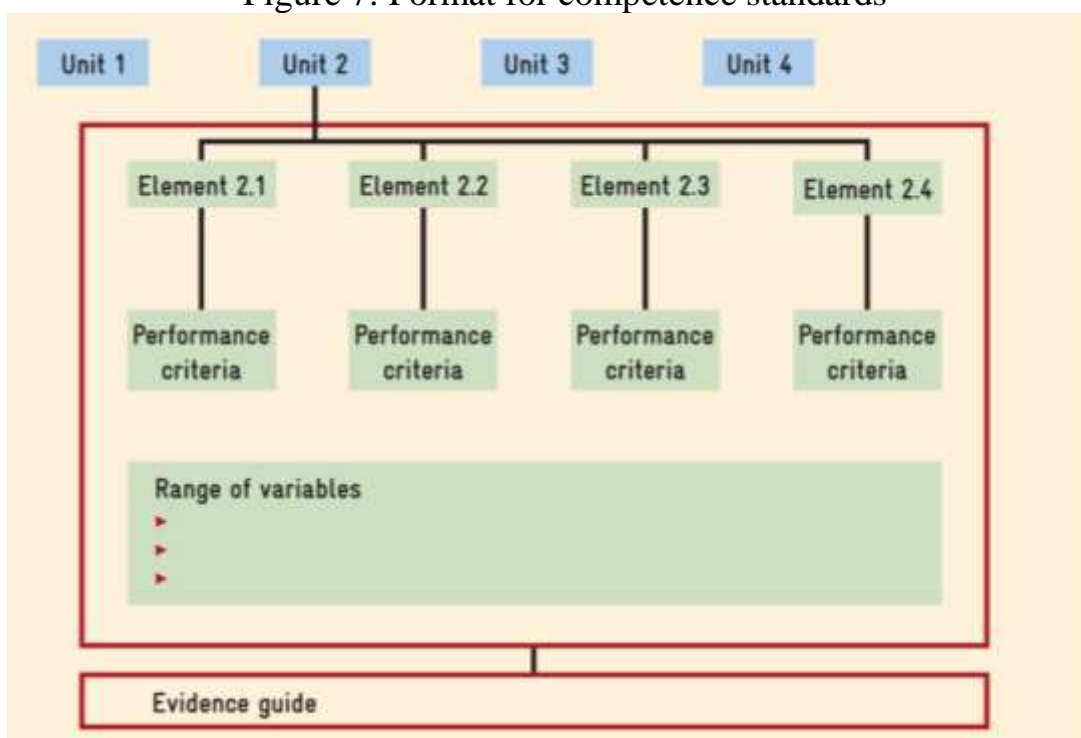 Figure 7. Format for competence standards
Unit 1
Unit 2
Unit 3
Unit 4
Element 2.1
Element 2.2
Element 2.3
Element 2.4
Performance
criteria
Performance
criteria
Performance
criteria
Performance
criteria
Range of variables
Evidence guide